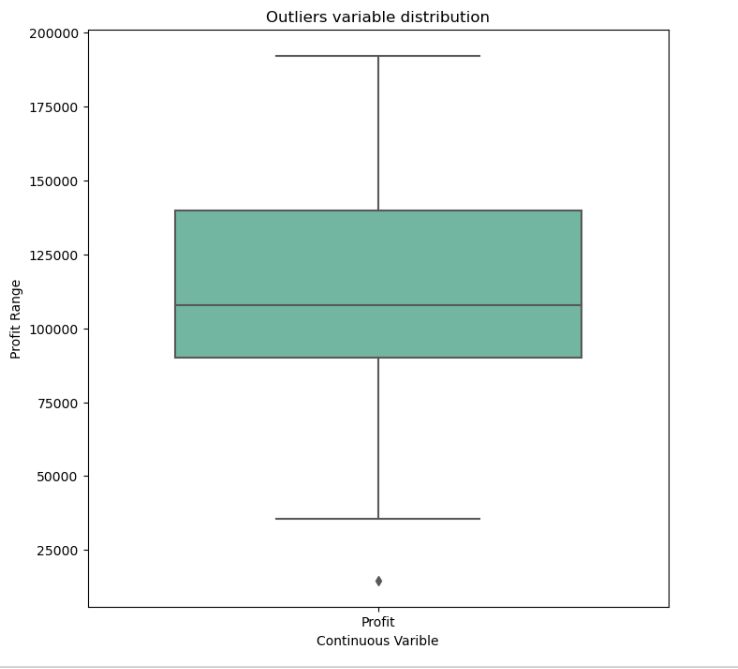 Outliers variable distribution
200000
175000
150000
125000
100000
75000
50000
25000
Profit Range
Profit
Continuous Varible